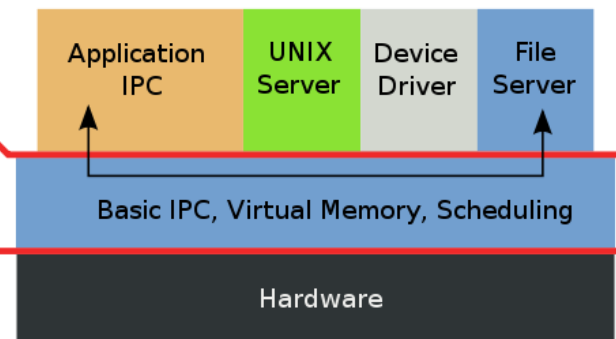 Application
IPC
UNIX
Server
Device
Driver
File
Server
Basic IPC, Virtual Memory, Scheduling
Hardware